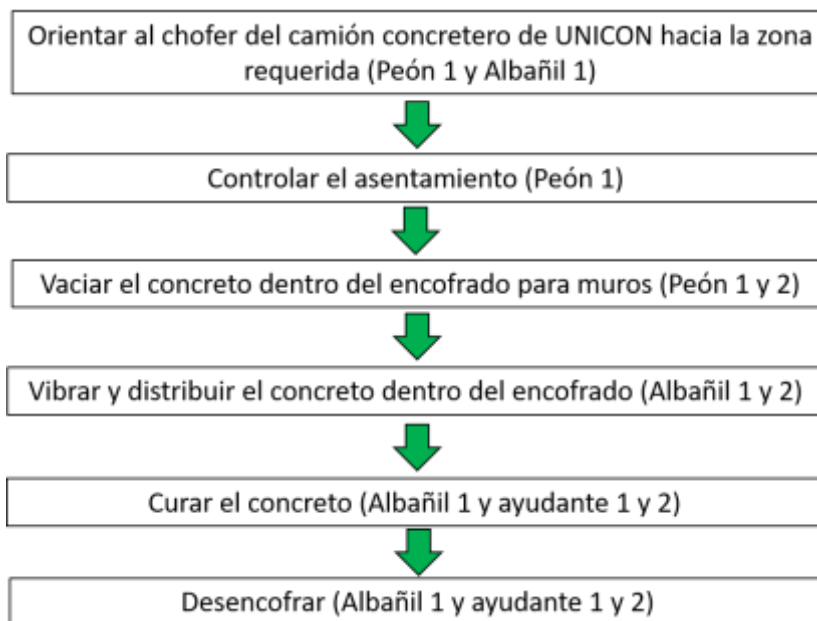 Orientar al chofer del camión concretero de UNICON hacia la zona
requerida (Peón 1 y Albañil 1)
Controlar el asentamiento (Peón 1)
Vaciar el concreto dentro del encofrado para muros (Peón 1 y 2)
Vibrar y distribuir el concreto dentro del encofrado (Albañil 1 y 2)
Curar el concreto (Albañil 1 y ayudante 1 y 2)
Desencofrar (Albañil 1 y ayudante 1 y 2)